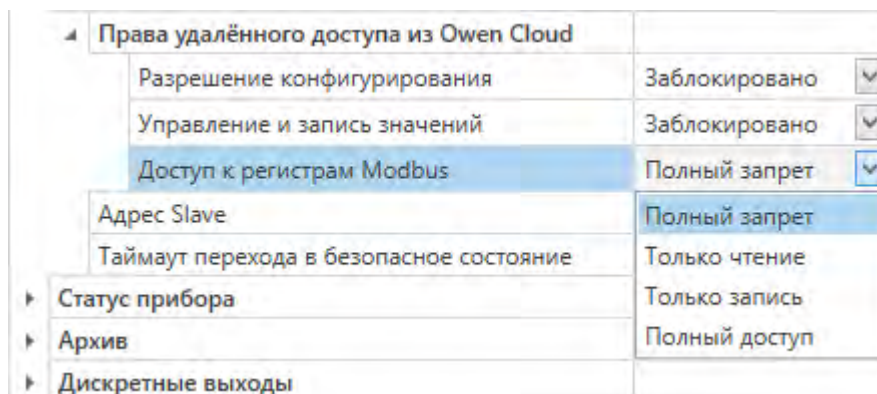 Права удалённого доступа из Owen Cloud
Разрешение конфигурирования Заблокировано
Управление и запись значений Заблокировано
Доступ к регистрам Modbus Полный запрет
Адрес Slave Полный запрет
Таймаут перехода в безопасное состояние Только чтение
Статус прибора Только запись
Архив Полный доступ
Дискретные выходы